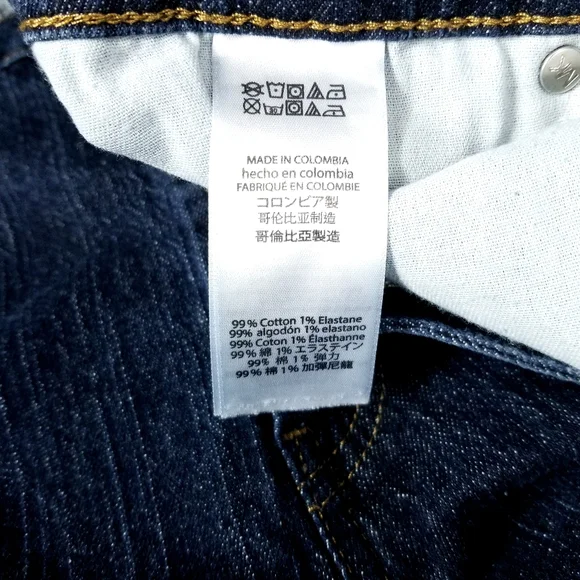 MADE IN COLOMBIA
hecho en colombia
FABRIQUÉ EN COLOMBIE
コロンビア製
哥伦比亚制造
哥倫比亞製造
99% Cotton 1% Elastane
99% algodón 1% elastano
99% Coton 1% Élasthanne
99% 綿 1% エラステイン
99% 棉 1% 弹力
99% 綿 1% 加彈尼龍